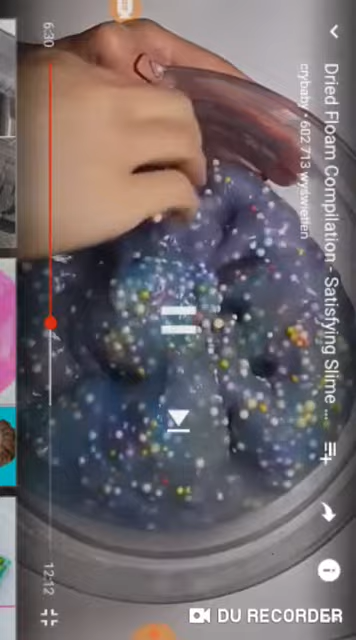 Dried Floam Compilation - Satisfying Slime ...
crybaby • 602 713 wyświetleń
6:30
12:12
DU RECORDER